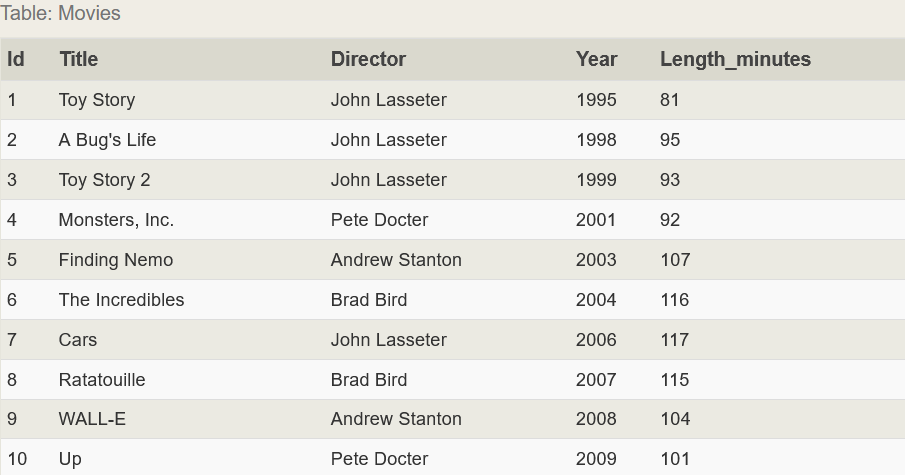 Table: Movies
Id Title Director Year Length_minutes
1 Toy Story John Lasseter 1995 81
2 A Bug's Life John Lasseter 1998 95
3 Toy Story 2 John Lasseter 1999 93
4 Monsters, Inc. Pete Docter 2001 92
5 Finding Nemo Andrew Stanton 2003 107
6 The Incredibles Brad Bird 2004 116
7 Cars John Lasseter 2006 117
8 Ratatouille Brad Bird 2007 115
9 WALL-E Andrew Stanton 2008 104
10 Up Pete Docter 2009 101